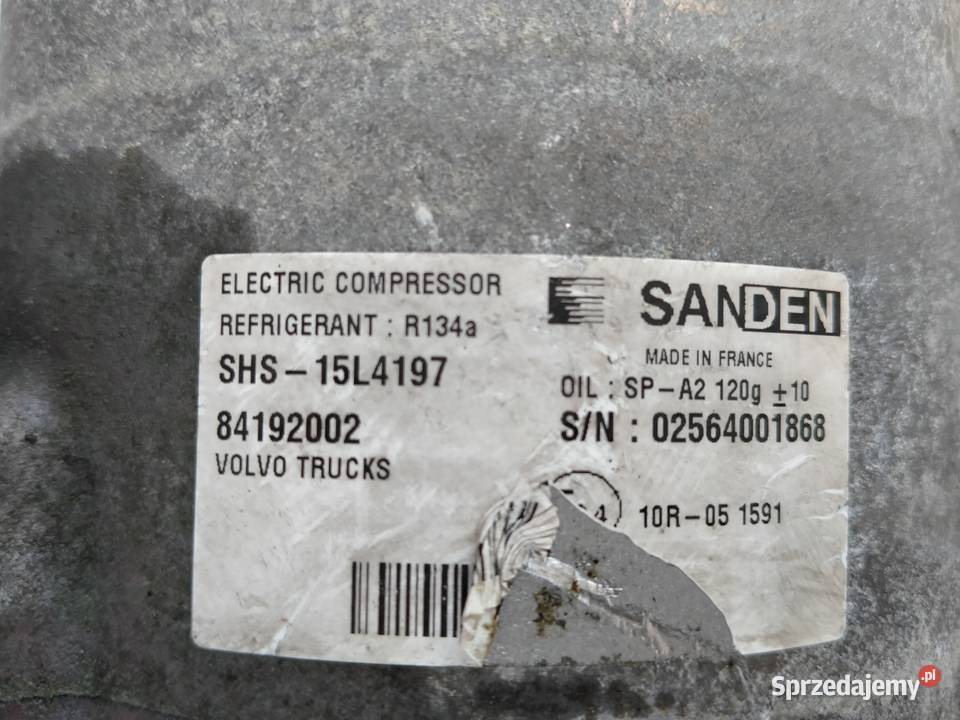 ELECTRIC COMPRESSOR
SANDEN
REFRIGERANT : R134a
MADE IN FRANCE
SHS-15L4197
OIL : SP-A2 120g ±10
84192002
S/N : 02564001868
VOLVO TRUCKS
10R-05 1591
Sprzedajemy.pl